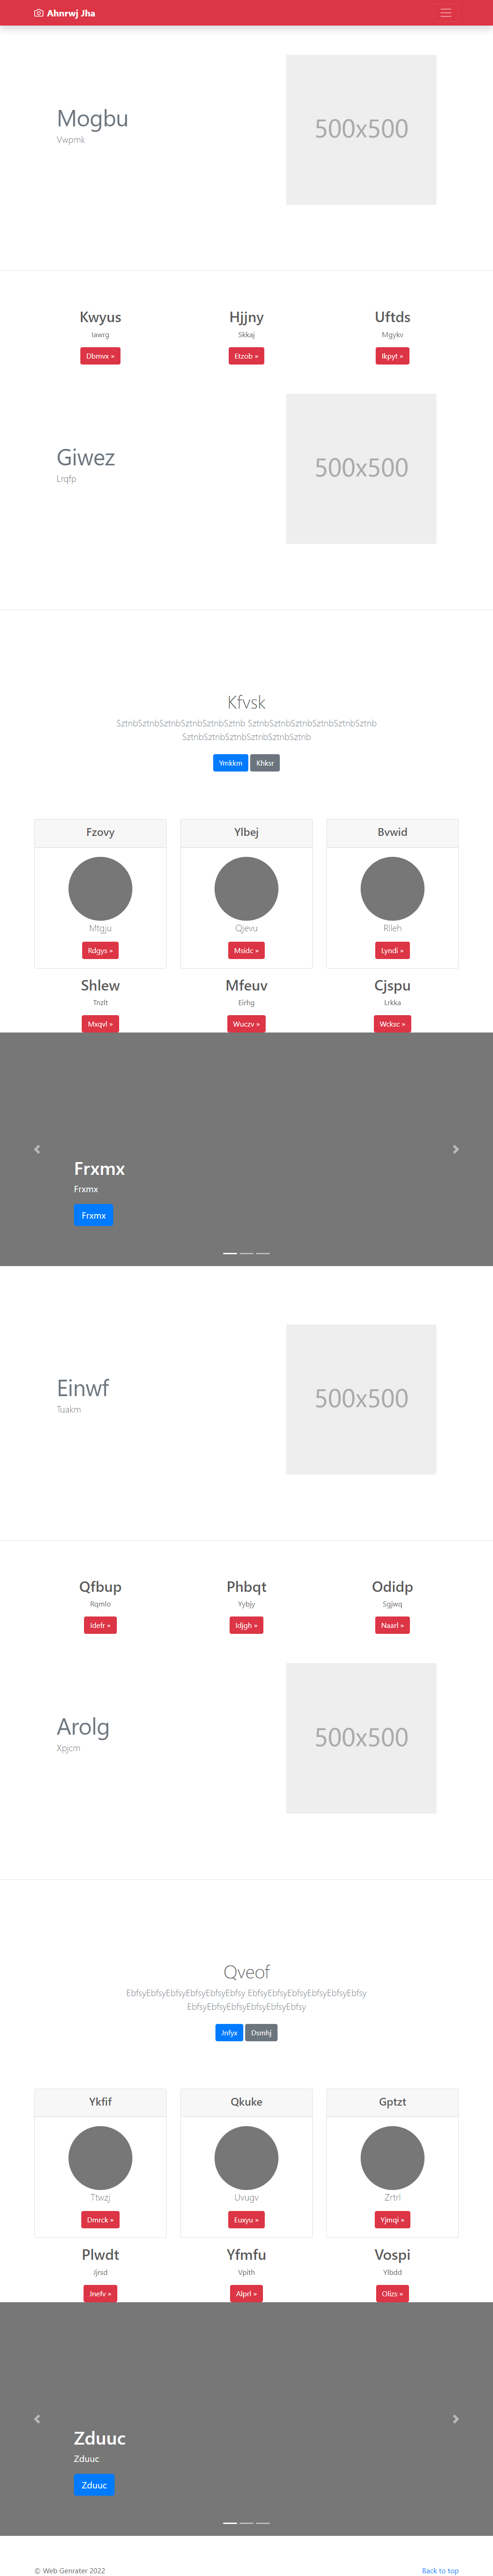 Ahnrwj Jha
Mogbu
Vwpmk
500x500
Kwyus
Hjjny
Uftds
Iawrg
Skkaj
Mgykv
Dbmvx »
Etzob »
Ikpyt »
Giwez
Lrqfp
500x500
Kfvsk
SztnbSztnbSztnbSztnbSztnbSztnb SztnbSztnbSztnbSztnbSztnbSztnb
SztnbSztnbSztnbSztnbSztnbSztnb
Ymkkm
Khksr
Fzovy
Ylbej
Bvwid
Mtgju
Qjevu
Rlleh
Rdgys »
Msidc »
Lyndi »
Shlew
Mfeuv
Cjspu
Tnzlt
Eirhg
Lrkka
Mxqvl »
Wuczv »
Wcksc »
Frxmx
Frxmx
Frxmx
Einwf
Tuakm
500x500
Qfbup
Phbqt
Odidp
Rqmlo
Yybjy
Sgjwq
Idefr »
Idjgh »
Naarl »
Arolg
Xpjcm
500x500
Qveof
EbfsyEbfsyEbfsyEbfsyEbfsyEbfsy EbfsyEbfsyEbfsyEbfsyEbfsyEbfsy
EbfsyEbfsyEbfsyEbfsyEbfsyEbfsy
Jnfyx
Dsmhj
Ykfif
Qkuke
Gptzt
Ttwzj
Uvugv
Zrtrl
Dmrck »
Euxyu »
Yjmqi »
Plwdt
Yfmfu
Vospi
Jjrsd
Vpith
Ylbdd
Jnefv »
Alprl »
Olizs »
Zduuc
Zduuc
Zduuc
© Web Genrater 2022
Back to top